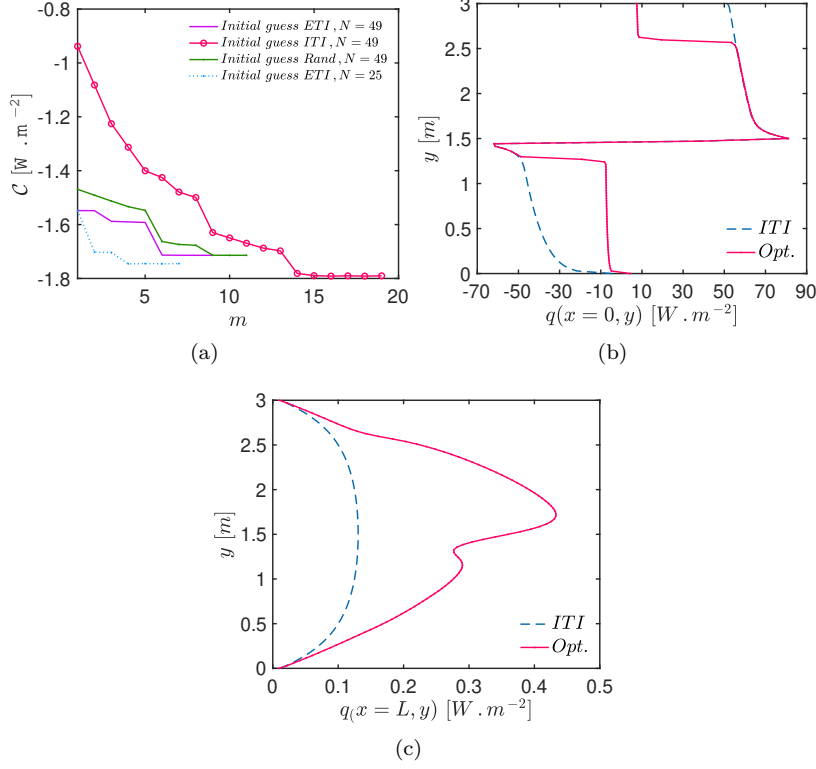 -0.8
-1
-1.2
-1.4
-1.6
-1.8
5
10
15
20
m
C [W . m⁻²]
Initial guess ETI, N = 49
Initial guess ITI, N = 49
Initial guess Rand, N = 49
Initial guess ETI, N = 25
(a)
3
2.5
2
1.5
1
0.5
0
-70
-50
-30
-10
10
30
50
70
90
y [m]
q(x = 0, y) [W . m⁻²]
ITI
Opt.
(b)
3
2.5
2
1.5
1
0.5
0
0
0.1
0.2
0.3
0.4
0.5
y [m]
q(x = L, y) [W . m⁻²]
ITI
Opt.
(c)